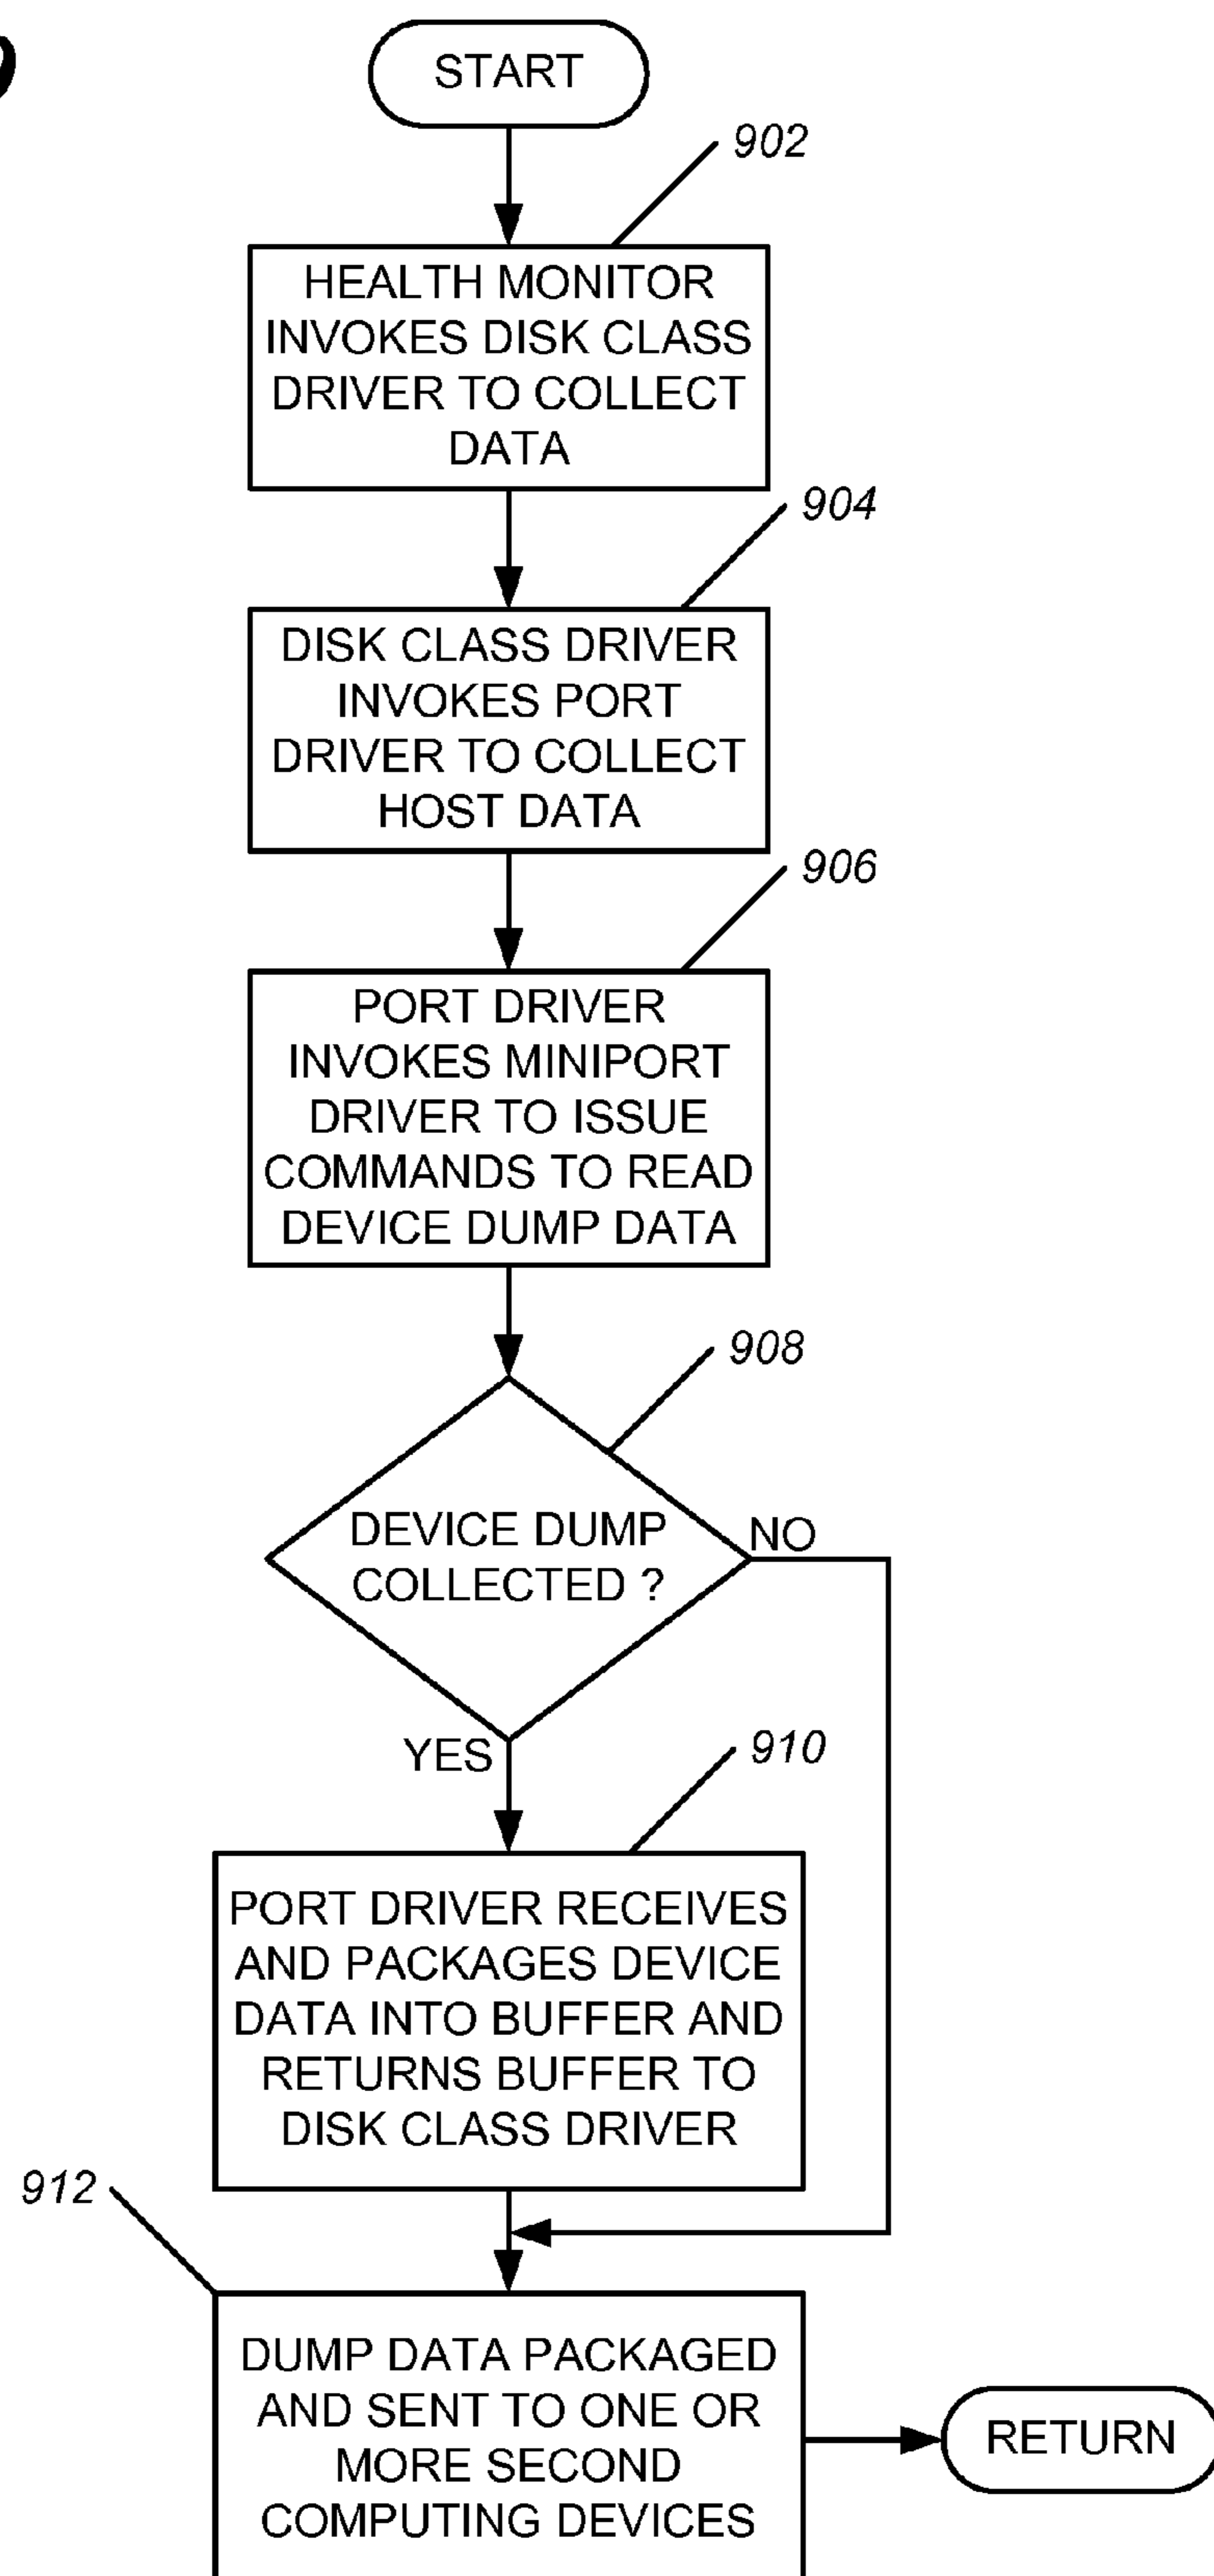 START
902
HEALTH MONITOR
INVOKES DISK CLASS
DRIVER TO COLLECT
DATA
904
DISK CLASS DRIVER
INVOKES PORT
DRIVER TO COLLECT
HOST DATA
906
PORT DRIVER
INVOKES MINIPORT
DRIVER TO ISSUE
COMMANDS TO READ
DEVICE DUMP DATA
908
DEVICE DUMP
COLLECTED ?
NO
YES
910
PORT DRIVER RECEIVES
AND PACKAGES DEVICE
DATA INTO BUFFER AND
RETURNS BUFFER TO
DISK CLASS DRIVER
912
DUMP DATA PACKAGED
AND SENT TO ONE OR
MORE SECOND
COMPUTING DEVICES
RETURN